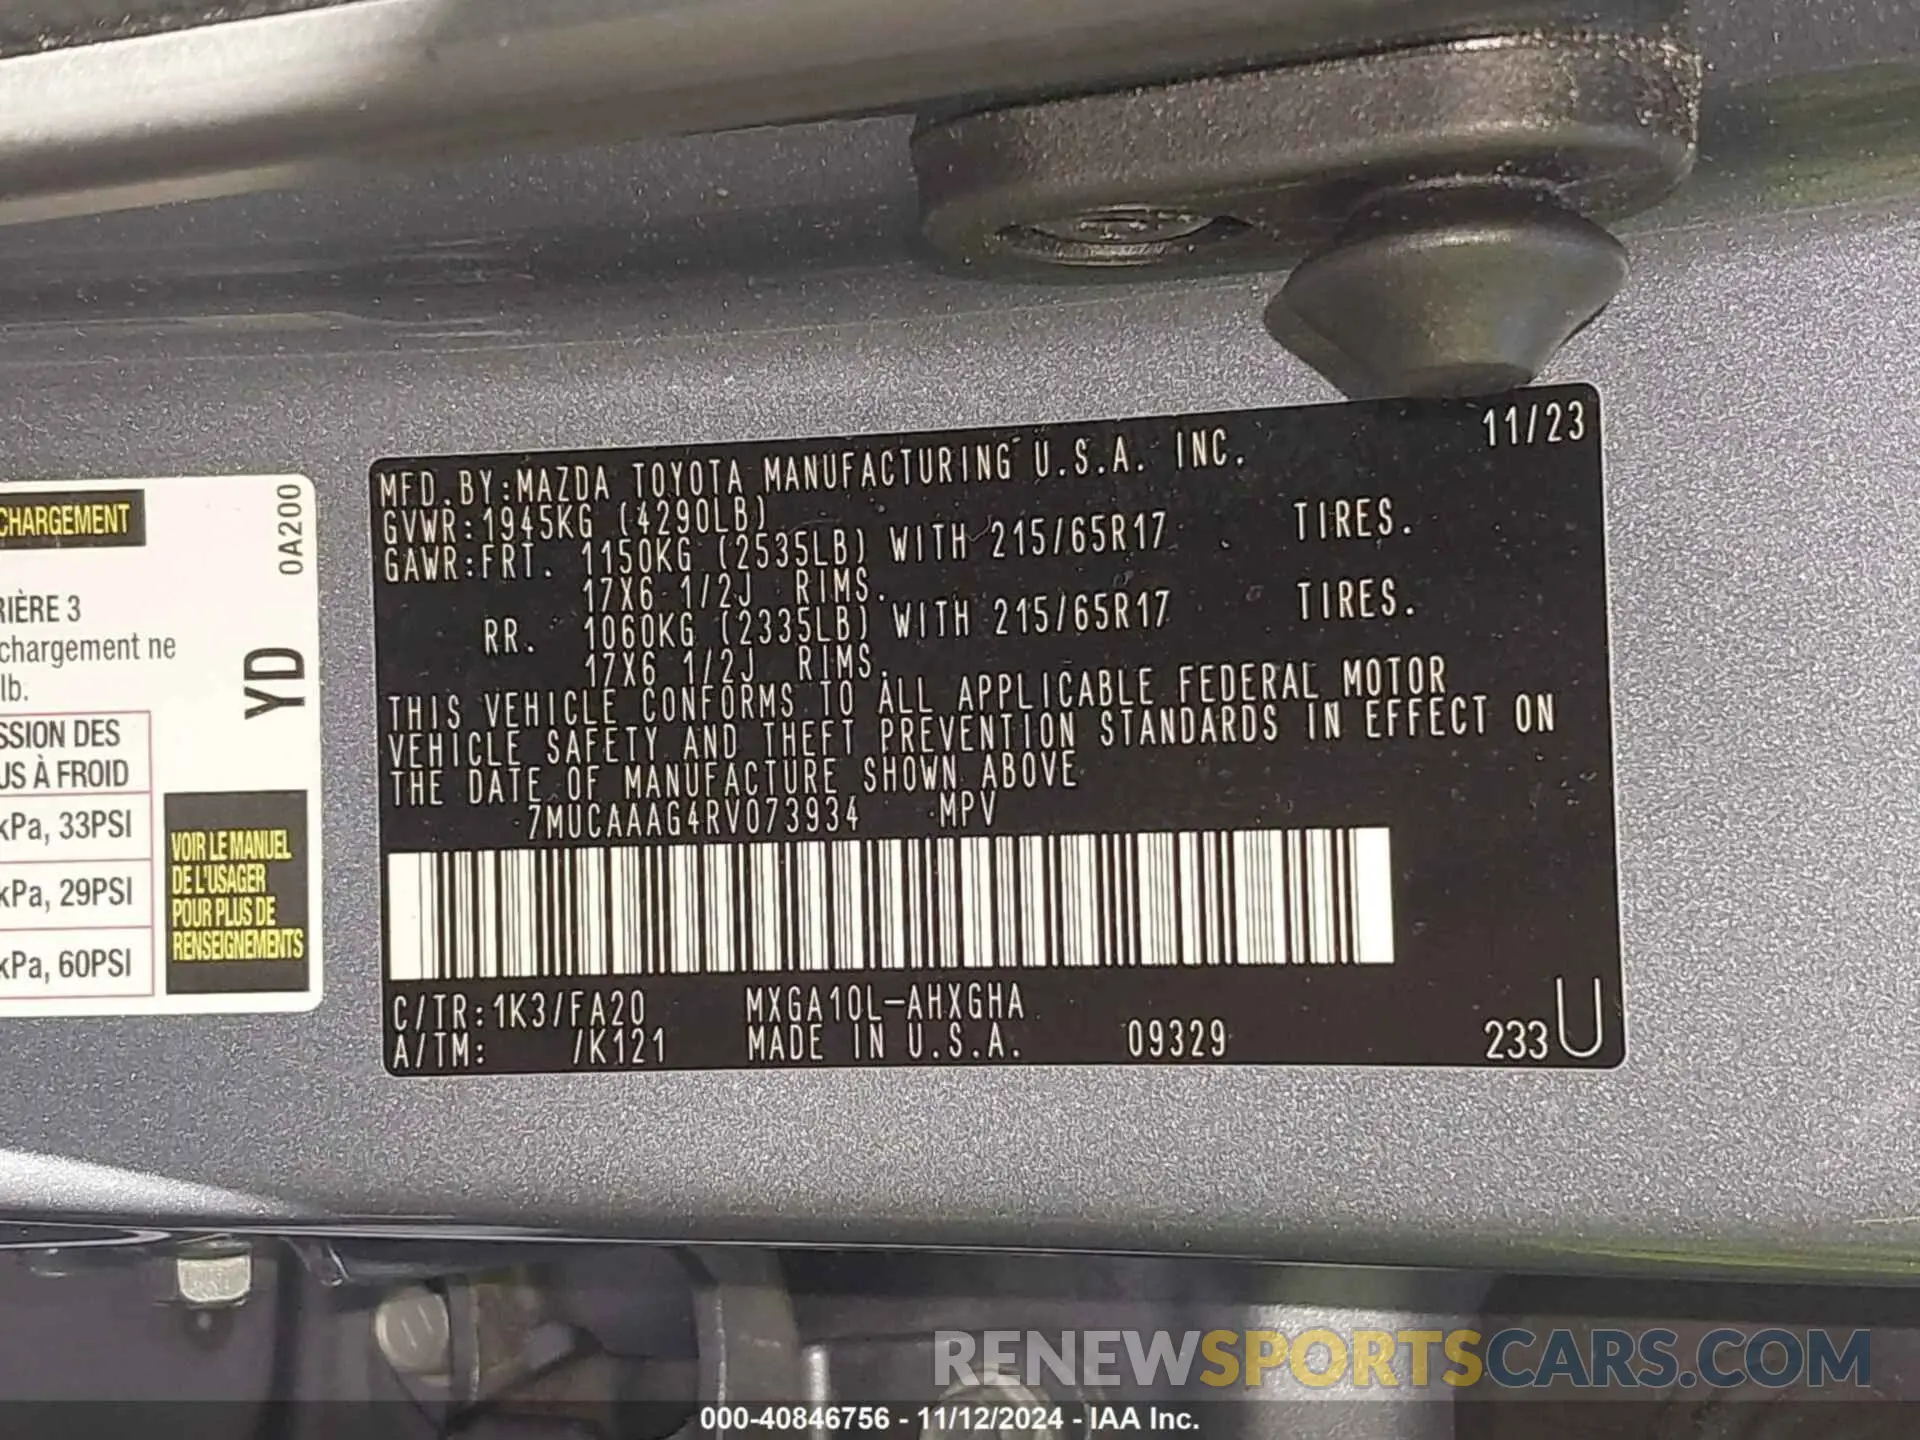 CHARGEMENT
0A200
RIÈRE 3
chargement ne
lb.
YD
SSION DES
US À FROID
kPa, 33PSI
kPa, 29PSI
kPa, 60PSI
VOIR LE MANUEL
DE L'USAGER
POUR PLUS DE
RENSEIGNEMENTS
11/23
MFD.BY:MAZDA TOYOTA MANUFACTURING U.S.A. INC.
GVWR:1945KG (4290LB)
GAWR:FRT. 1150KG (2535LB) WITH 215/65R17 TIRES.
17X6 1/2J RIMS.
RR. 1060KG (2335LB) WITH 215/65R17 TIRES.
17X6 1/2J RIMS.
THIS VEHICLE CONFORMS TO ALL APPLICABLE FEDERAL MOTOR
VEHICLE SAFETY AND THEFT PREVENTION STANDARDS IN EFFECT ON
THE DATE OF MANUFACTURE SHOWN ABOVE
7MUCAAAG4RV073934 MPV
C/TR:1K3/FA20 MXGA10L-AHXGHA
A/TM: /K121 MADE IN U.S.A. 09329 233U
RENEWSPORTSCARS.COM
000-40846756 - 11/12/2024 - IAA Inc.